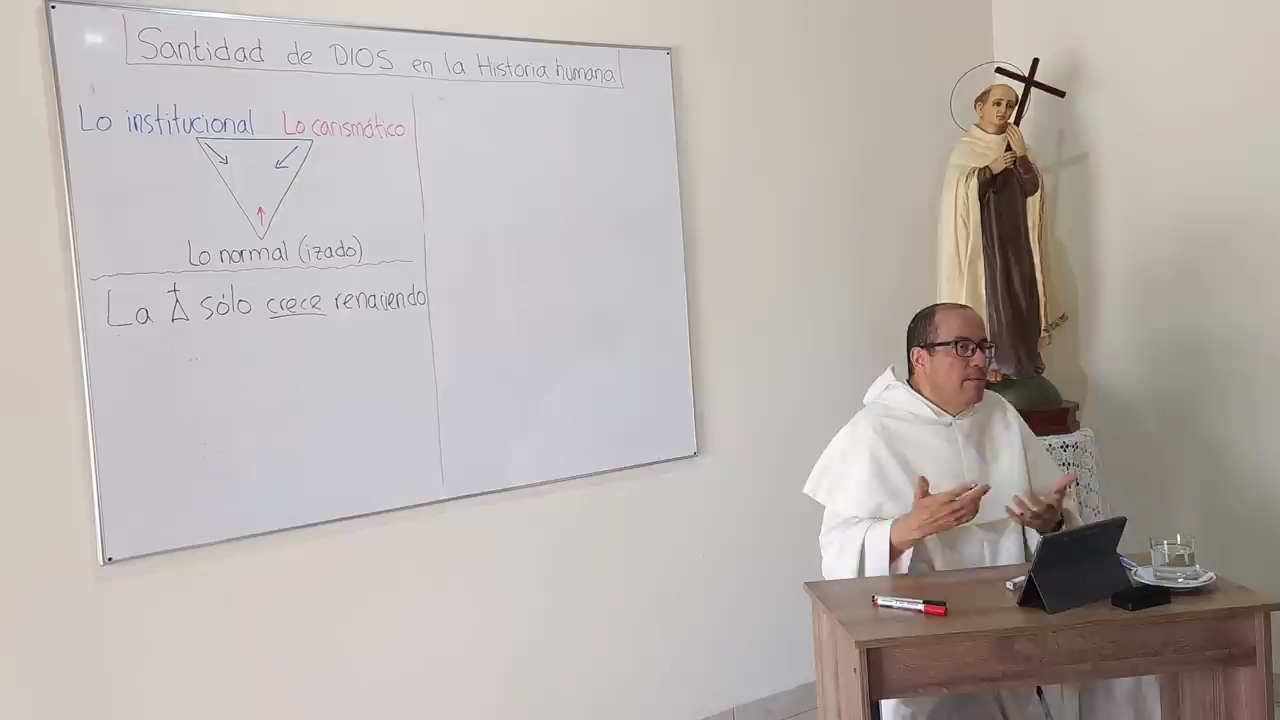 Santidad de DIOS en la Historia humana
Lo institucional
Lo carismático
Lo normal (izado)
La sólo crece renaciendo